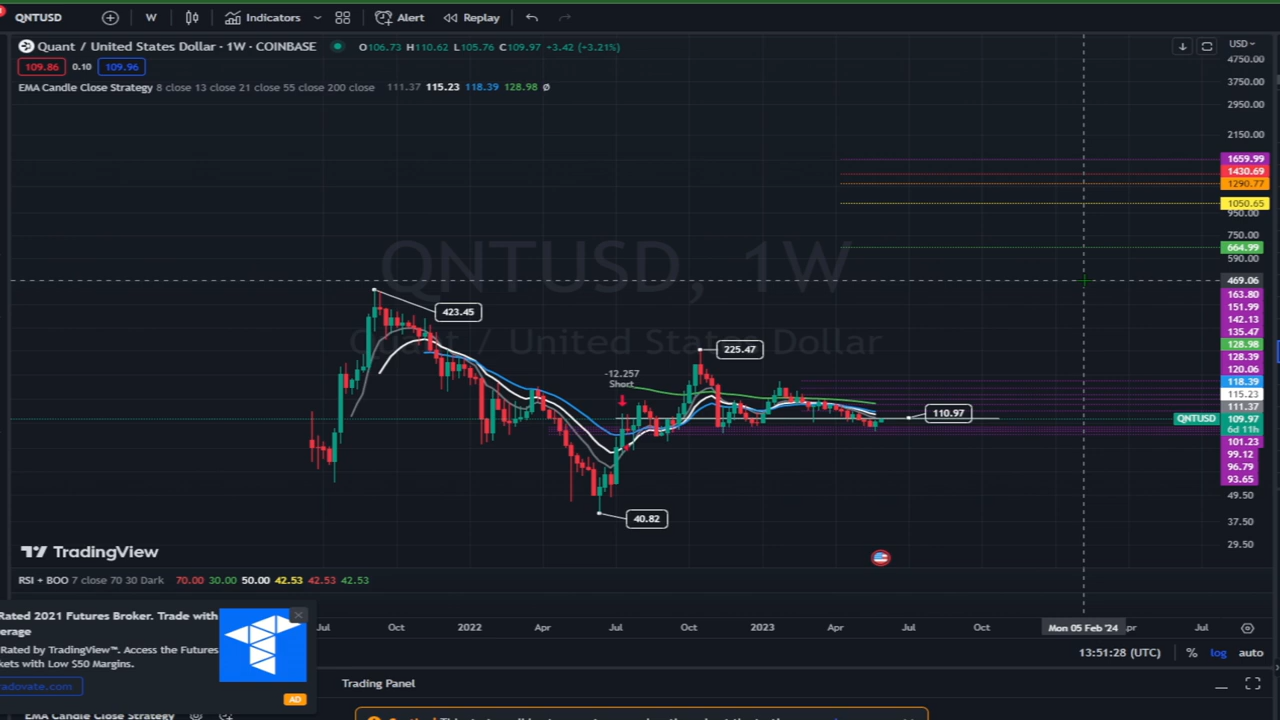 QNTUSD W Indicators Alert Replay
Quant / United States Dollar · 1W · COINBASE O106.73 H110.62 L105.76 C109.97 +3.42 (+3.21%) USD
109.86 0.10 109.96
EMA Candle Close Strategy 8 close 13 close 21 close 55 close 200 close 111.37 115.23 118.39 128.98 Ø
4750.00
3750.00
2950.00
2150.00
1659.99
1430.69
1290.77
1050.65
950.00
750.00
664.99
590.00
469.06
163.80
151.99
142.13
135.47
128.98
128.39
120.06
118.39
115.23
111.37
QNTUSD 109.97
6d 11h
101.23
99.12
96.79
93.65
49.50
37.50
29.50
QNTUSD, 1W
Quant / United States Dollar
423.45
225.47
-12.257
Short
110.97
40.82
TradingView
RSI + BOO 7 close 70 30 Dark 70.00 30.00 50.00 42.53 42.53 42.53
Jul Oct 2022 Apr Jul Oct 2023 Apr Jul Oct Mon 05 Feb '24 pr Jul
13:51:28 (UTC) % log auto
Rated 2021 Futures Broker. Trade with
erage
Rated by TradingView™. Access the Futures
kets with Low $50 Margins.
radovate.com
AD
Trading Panel
EMA Candle Close Strategy